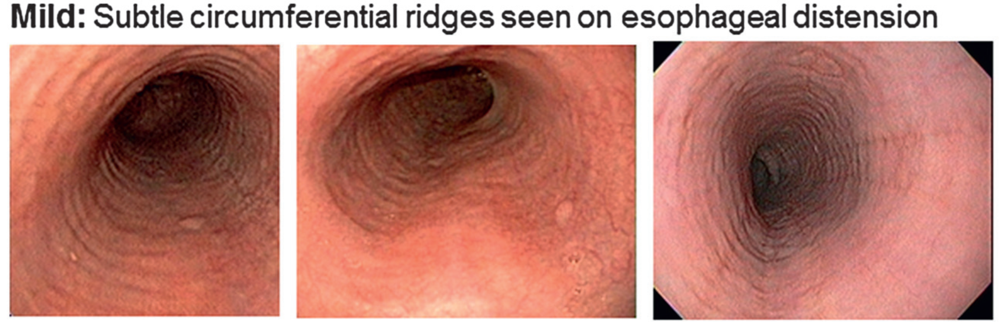 Mild: Subtle circumferential ridges seen on esophageal distension